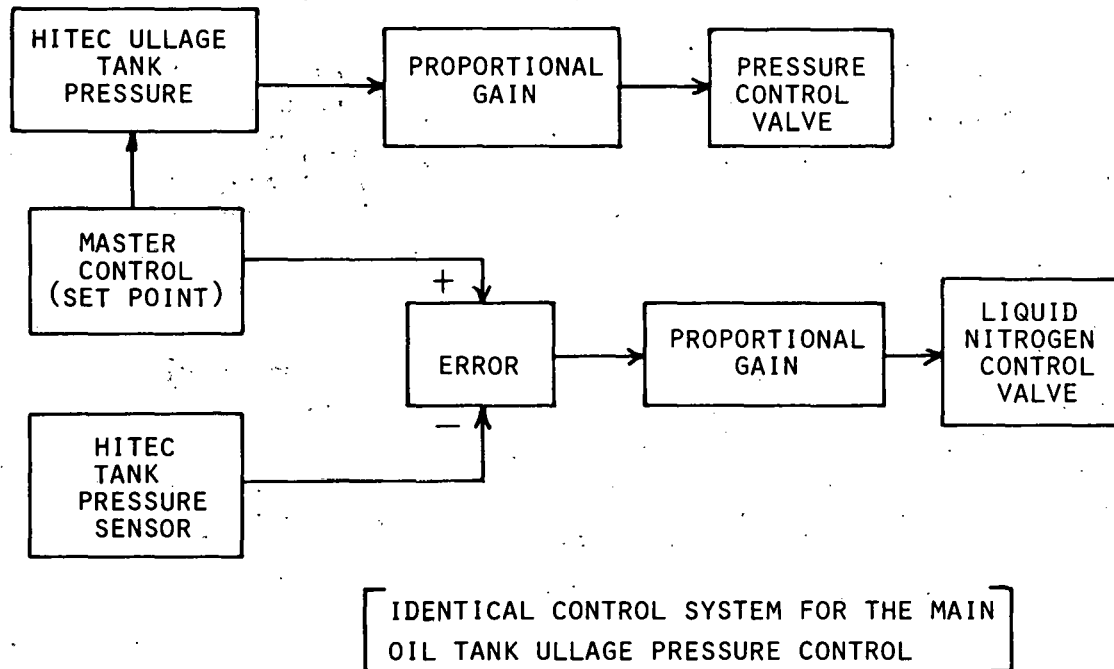 HITEC ULLAGE
TANK
PRESSURE
PROPORTIONAL
GAIN
PRESSURE
CONTROL
VALVE
MASTER
CONTROL
(SET POINT)
+
ERROR
−
PROPORTIONAL
GAIN
LIQUID
NITROGEN
CONTROL
VALVE
HITEC
TANK
PRESSURE
SENSOR
IDENTICAL CONTROL SYSTEM FOR THE MAIN
OIL TANK ULLAGE PRESSURE CONTROL